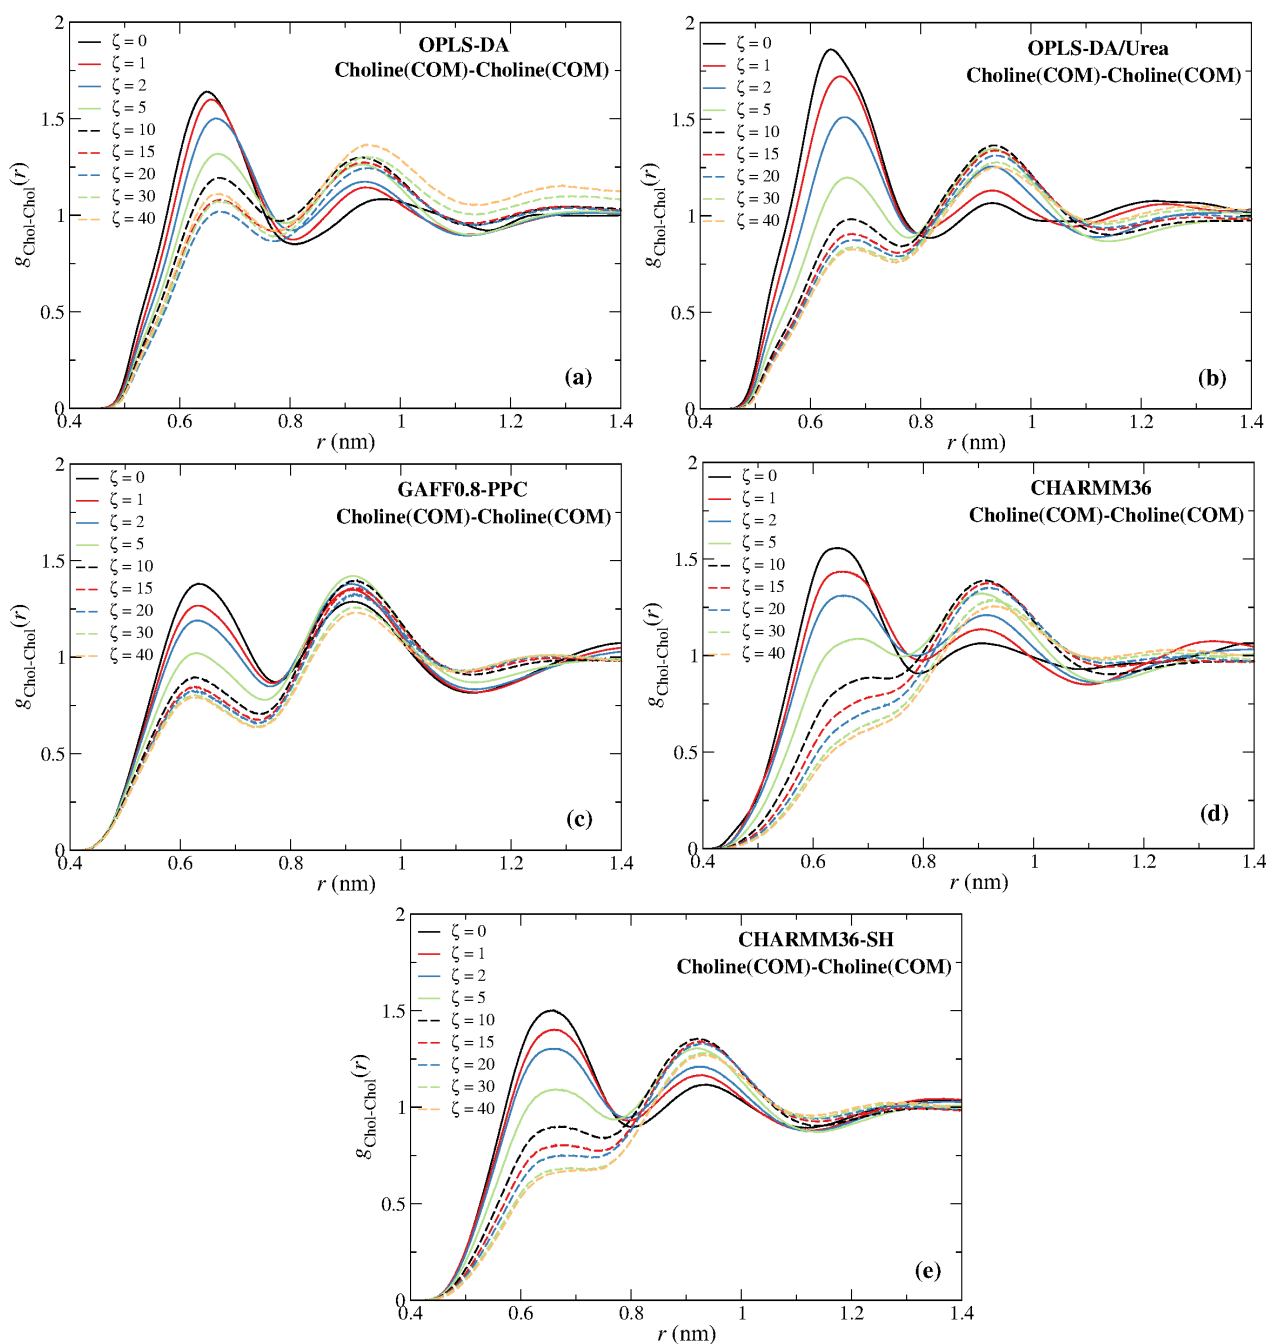 OPLS-DA
Choline(COM)-Choline(COM)
ζ = 0
ζ = 1
ζ = 2
ζ = 5
ζ = 10
ζ = 15
ζ = 20
ζ = 30
ζ = 40
2
1.5
1
0.5
0
g Chol-Chol(r)
(a)
0.4 0.6 0.8 1 1.2 1.4
r (nm)
OPLS-DA/Urea
Choline(COM)-Choline(COM)
ζ = 0
ζ = 1
ζ = 2
ζ = 5
ζ = 10
ζ = 15
ζ = 20
ζ = 30
ζ = 40
2
1.5
1
0.5
0
g Chol-Chol(r)
(b)
0.4 0.6 0.8 1 1.2 1.4
r (nm)
GAFF0.8-PPC
Choline(COM)-Choline(COM)
ζ = 0
ζ = 1
ζ = 2
ζ = 5
ζ = 10
ζ = 15
ζ = 20
ζ = 30
ζ = 40
2
1.5
1
0.5
0
g Chol-Chol(r)
(c)
0.4 0.6 0.8 1 1.2 1.4
r (nm)
CHARMM36
Choline(COM)-Choline(COM)
ζ = 0
ζ = 1
ζ = 2
ζ = 5
ζ = 10
ζ = 15
ζ = 20
ζ = 30
ζ = 40
2
1.5
1
0.5
0
g Chol-Chol(r)
(d)
0.4 0.6 0.8 1 1.2 1.4
r (nm)
CHARMM36-SH
Choline(COM)-Choline(COM)
ζ = 0
ζ = 1
ζ = 2
ζ = 5
ζ = 10
ζ = 15
ζ = 20
ζ = 30
ζ = 40
2
1.5
1
0.5
0
g Chol-Chol(r)
(e)
0.4 0.6 0.8 1 1.2 1.4
r (nm)